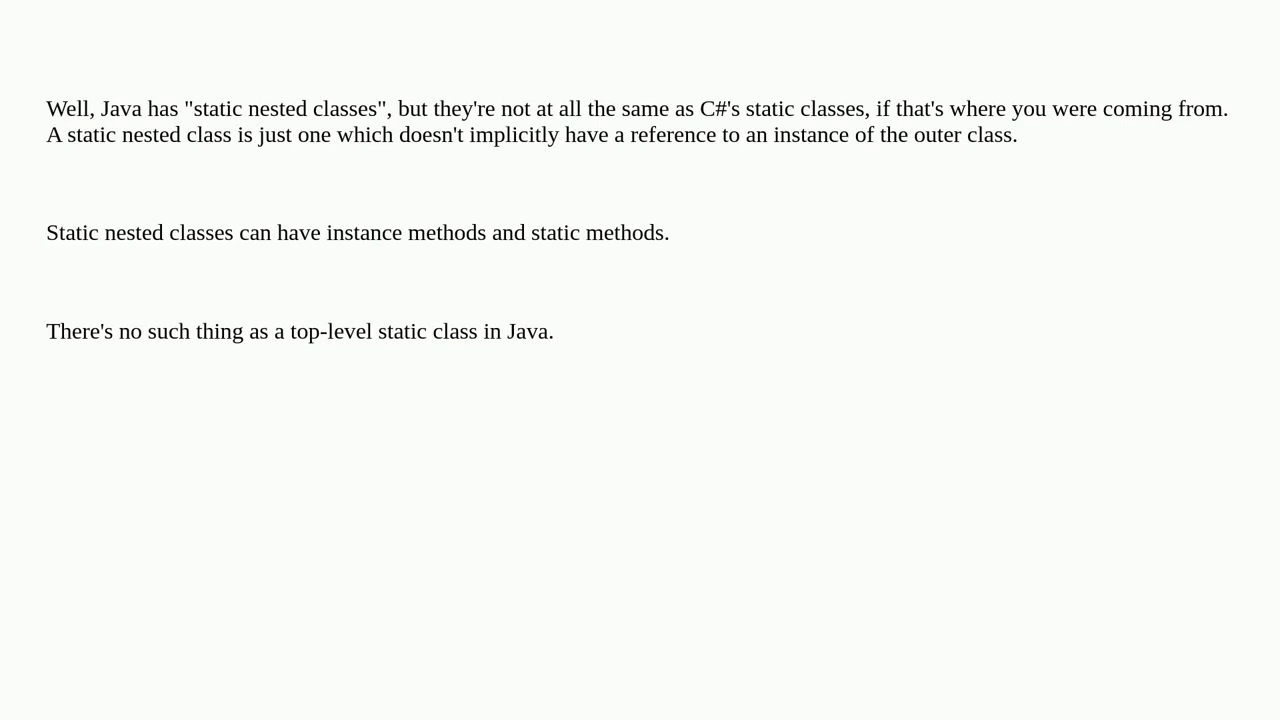 Well, Java has "static nested classes", but they're not at all the same as C#'s static classes, if that's where you were coming from.
A static nested class is just one which doesn't implicitly have a reference to an instance of the outer class.
Static nested classes can have instance methods and static methods.
There's no such thing as a top-level static class in Java.